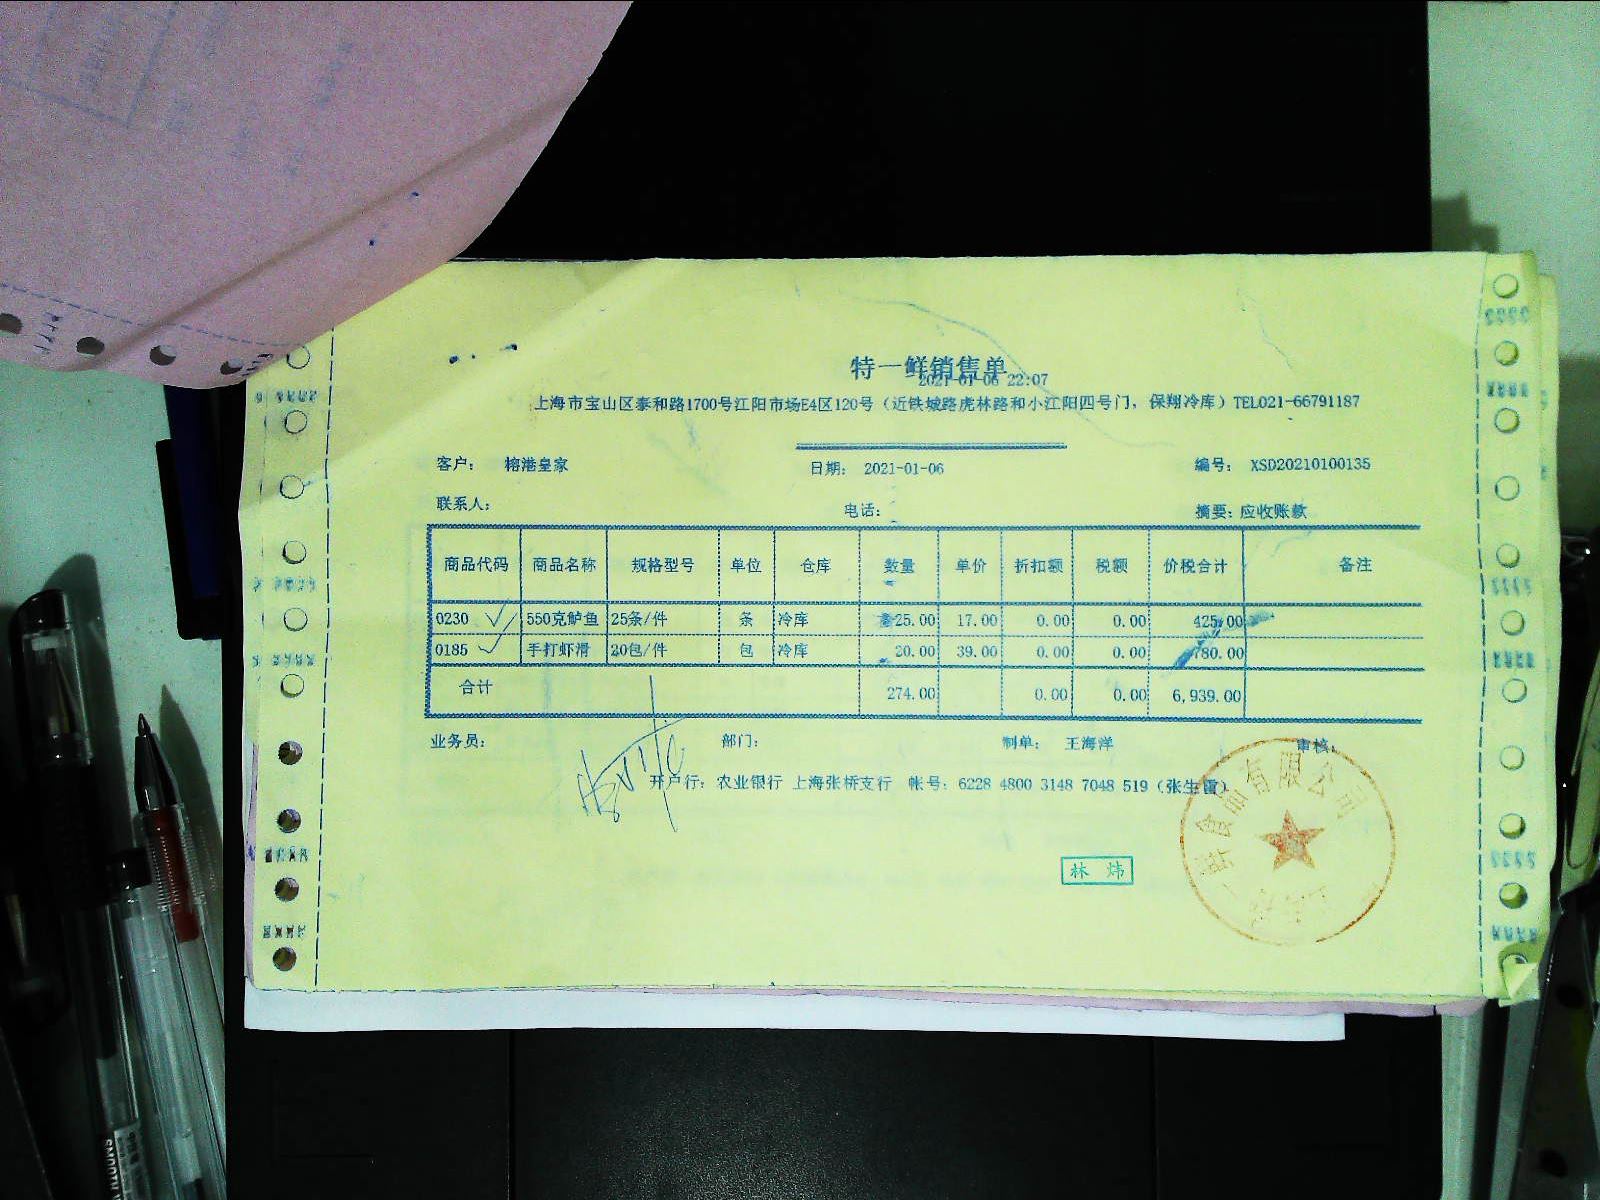 特一鲜销售单
2021-01-06 22:07
上海市宝山区泰和路1700号江阳市场E4区120号（近铁城路虎林路和小江阳四号门，保翔冷库）TEL021-66791187
客户： 榕港皇家 日期： 2021-01-06 编号： XSD20210100135
联系人： 电话： 摘要：应收账款
商品代码 商品名称 规格型号 单位 仓库 数量 单价 折扣额 税额 价税合计 备注
0230 550克鲈鱼 25条/件 条 冷库 25.00 17.00 0.00 0.00 425.00
0185 手打虾滑 20包/件 包 冷库 20.00 39.00 0.00 0.00 780.00
合计 274.00 0.00 0.00 6,939.00
业务员： 部门： 制单： 王海洋 审核：
开户行：农业银行 上海张桥支行 帐号：6228 4800 3148 7048 519（张生雷）
食品有限公司
林 炜